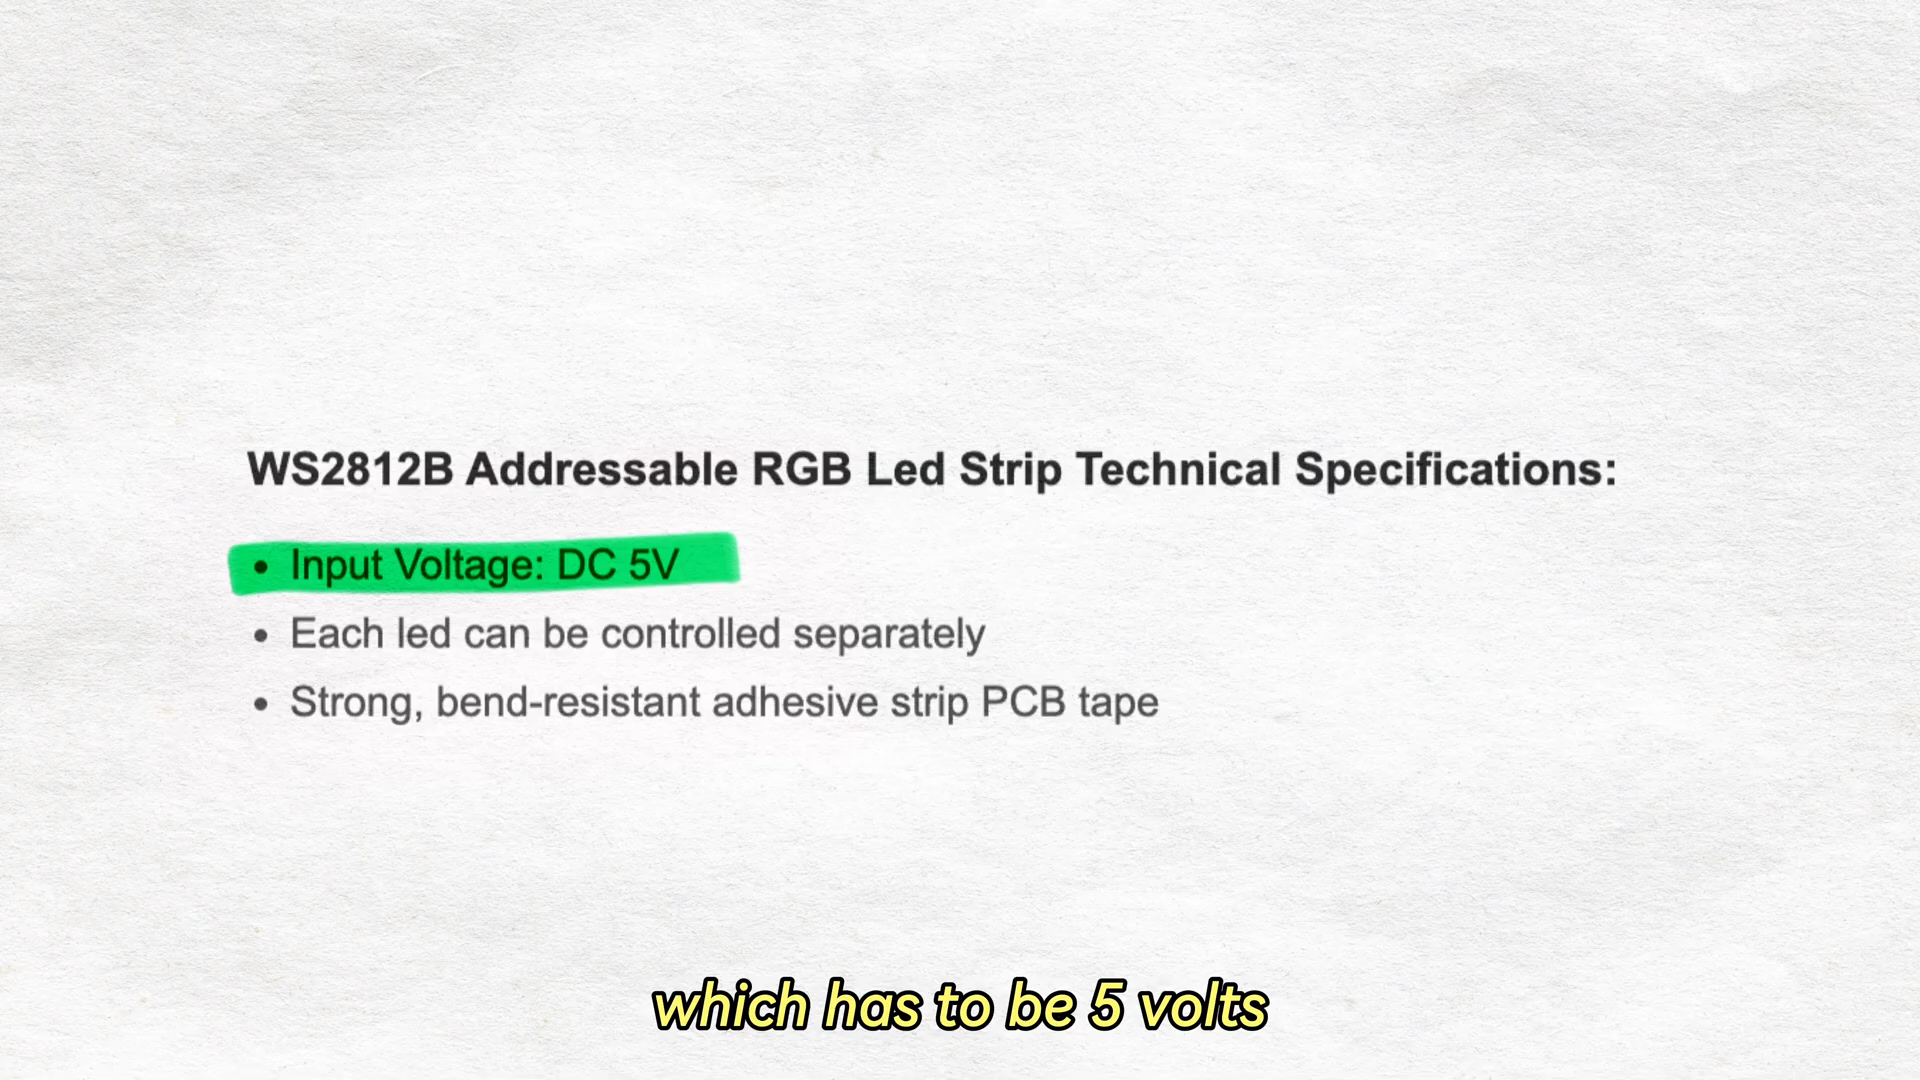 WS2812B Addressable RGB Led Strip Technical Specifications:
• Input Voltage: DC 5V
• Each led can be controlled separately
• Strong, bend-resistant adhesive strip PCB tape
which has to be 5 volts